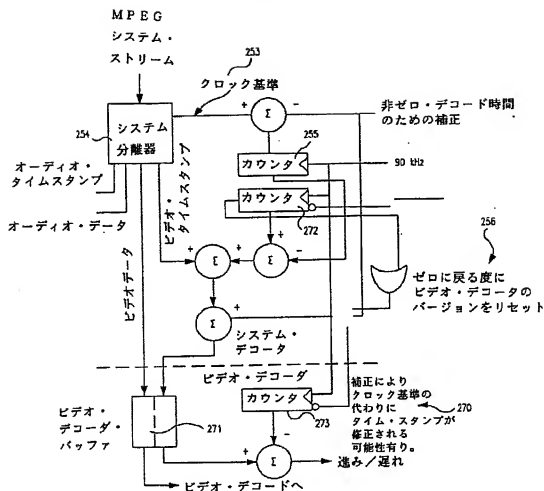 MPEG
システム・
ストリーム
253
クロック基準
+
Σ
−
非ゼロ・デコード時間
のための補正
254
システム
分離器
255
カウンタ
90 kHz
オーディオ・
タイムスタンプ
オーディオ・データ
ビデオデータ
ビデオ・
タイムスタンプ
カウンタ
272
256
+
−
+
Σ
+
Σ
ゼロに戻る度に
ビデオ・デコータの
バージョンをリセット
Σ
+
システム・
デコータ
ビデオ・デコーダ
ビデオ・
デコーダ・
バッファ
271
カウンタ
273
補正により
クロック基準の
代わりに
タイム・スタンプが
修正される
可能性有り。
270
−
+
Σ
進み/遅れ
ビデオ・デコードへ